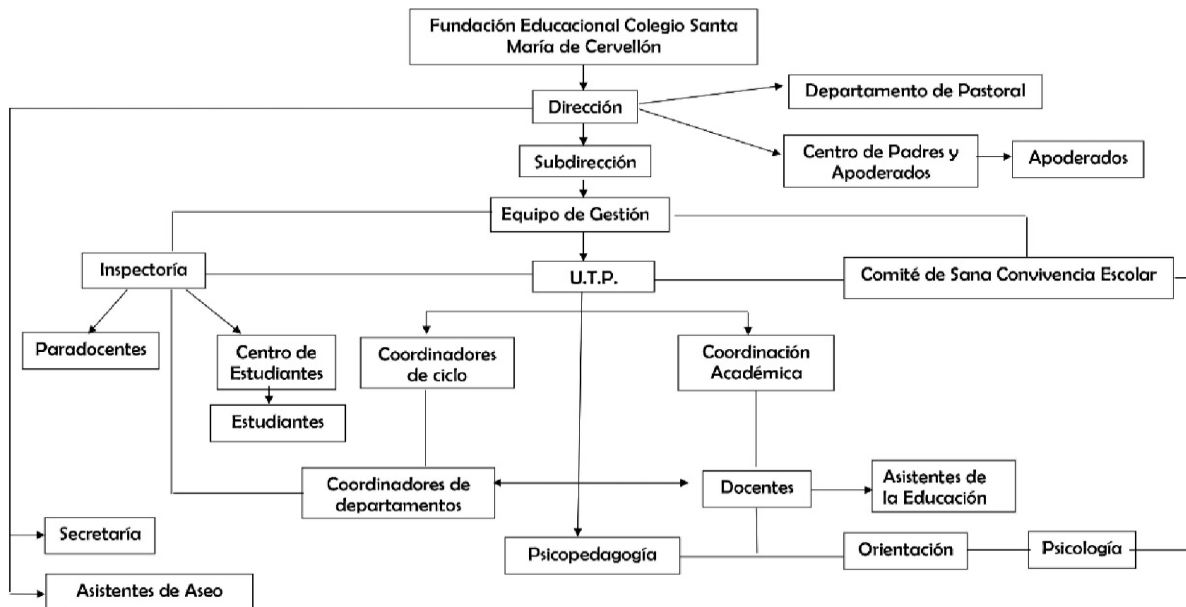 Fundación Educacional Colegio Santa
María de Cervellón
Departamento de Pastoral
Dirección
Centro de Padres y
Apoderados
Apoderados
Subdirección
Equipo de Gestión
Inspectoría
U.T.P.
Comité de Sana Convivencia Escolar
Paradocentes
Centro de
Estudiantes
Coordinadores
de ciclo
Coordinación
Académica
Estudiantes
Coordinadores de
departamentos
Docentes
Asistentes de
la Educación
Secretaría
Psicopedagogía
Orientación
Psicología
Asistentes de Aseo